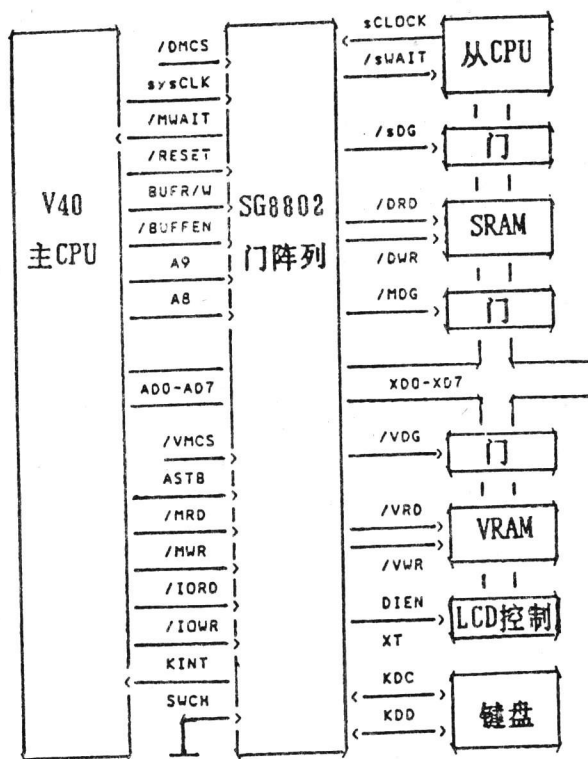 sCLOCK
/DMCS
从CPU
/sWAIT
sysCLK
/MWAIT
/sDG
门
/RESET
V40
主CPU
BUFR/W
SG8802
门阵列
/DRD
SRAM
/BUFFEN
/DWR
A9
/MDG
门
A8
AD0-AD7
XD0-XD7
/VMCS
/VDG
门
ASTB
/MRD
/VRD
VRAM
/MWR
/VWR
/IORD
DIEN
LCD控制
/IOWR
XT
KINT
KDC
键盘
SWCH
KDD